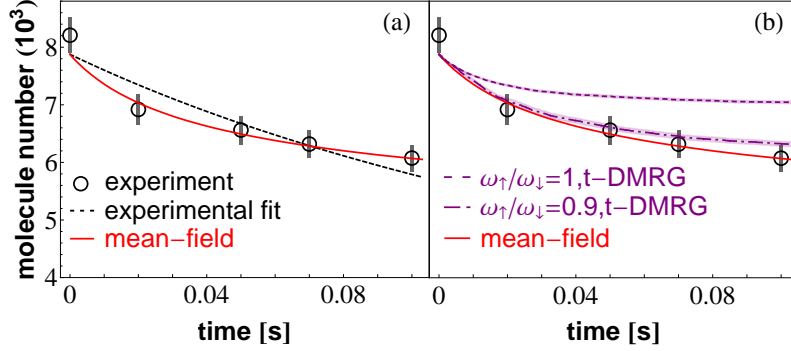 molecule number (10³)
8
7
6
5
4
(a)
experiment
experimental fit
mean−field
0
0.04
0.08
time [s]
(b)
ω↑/ω↓=1,t−DMRG
ω↑/ω↓=0.9,t−DMRG
mean−field
0
0.04
0.08
time [s]